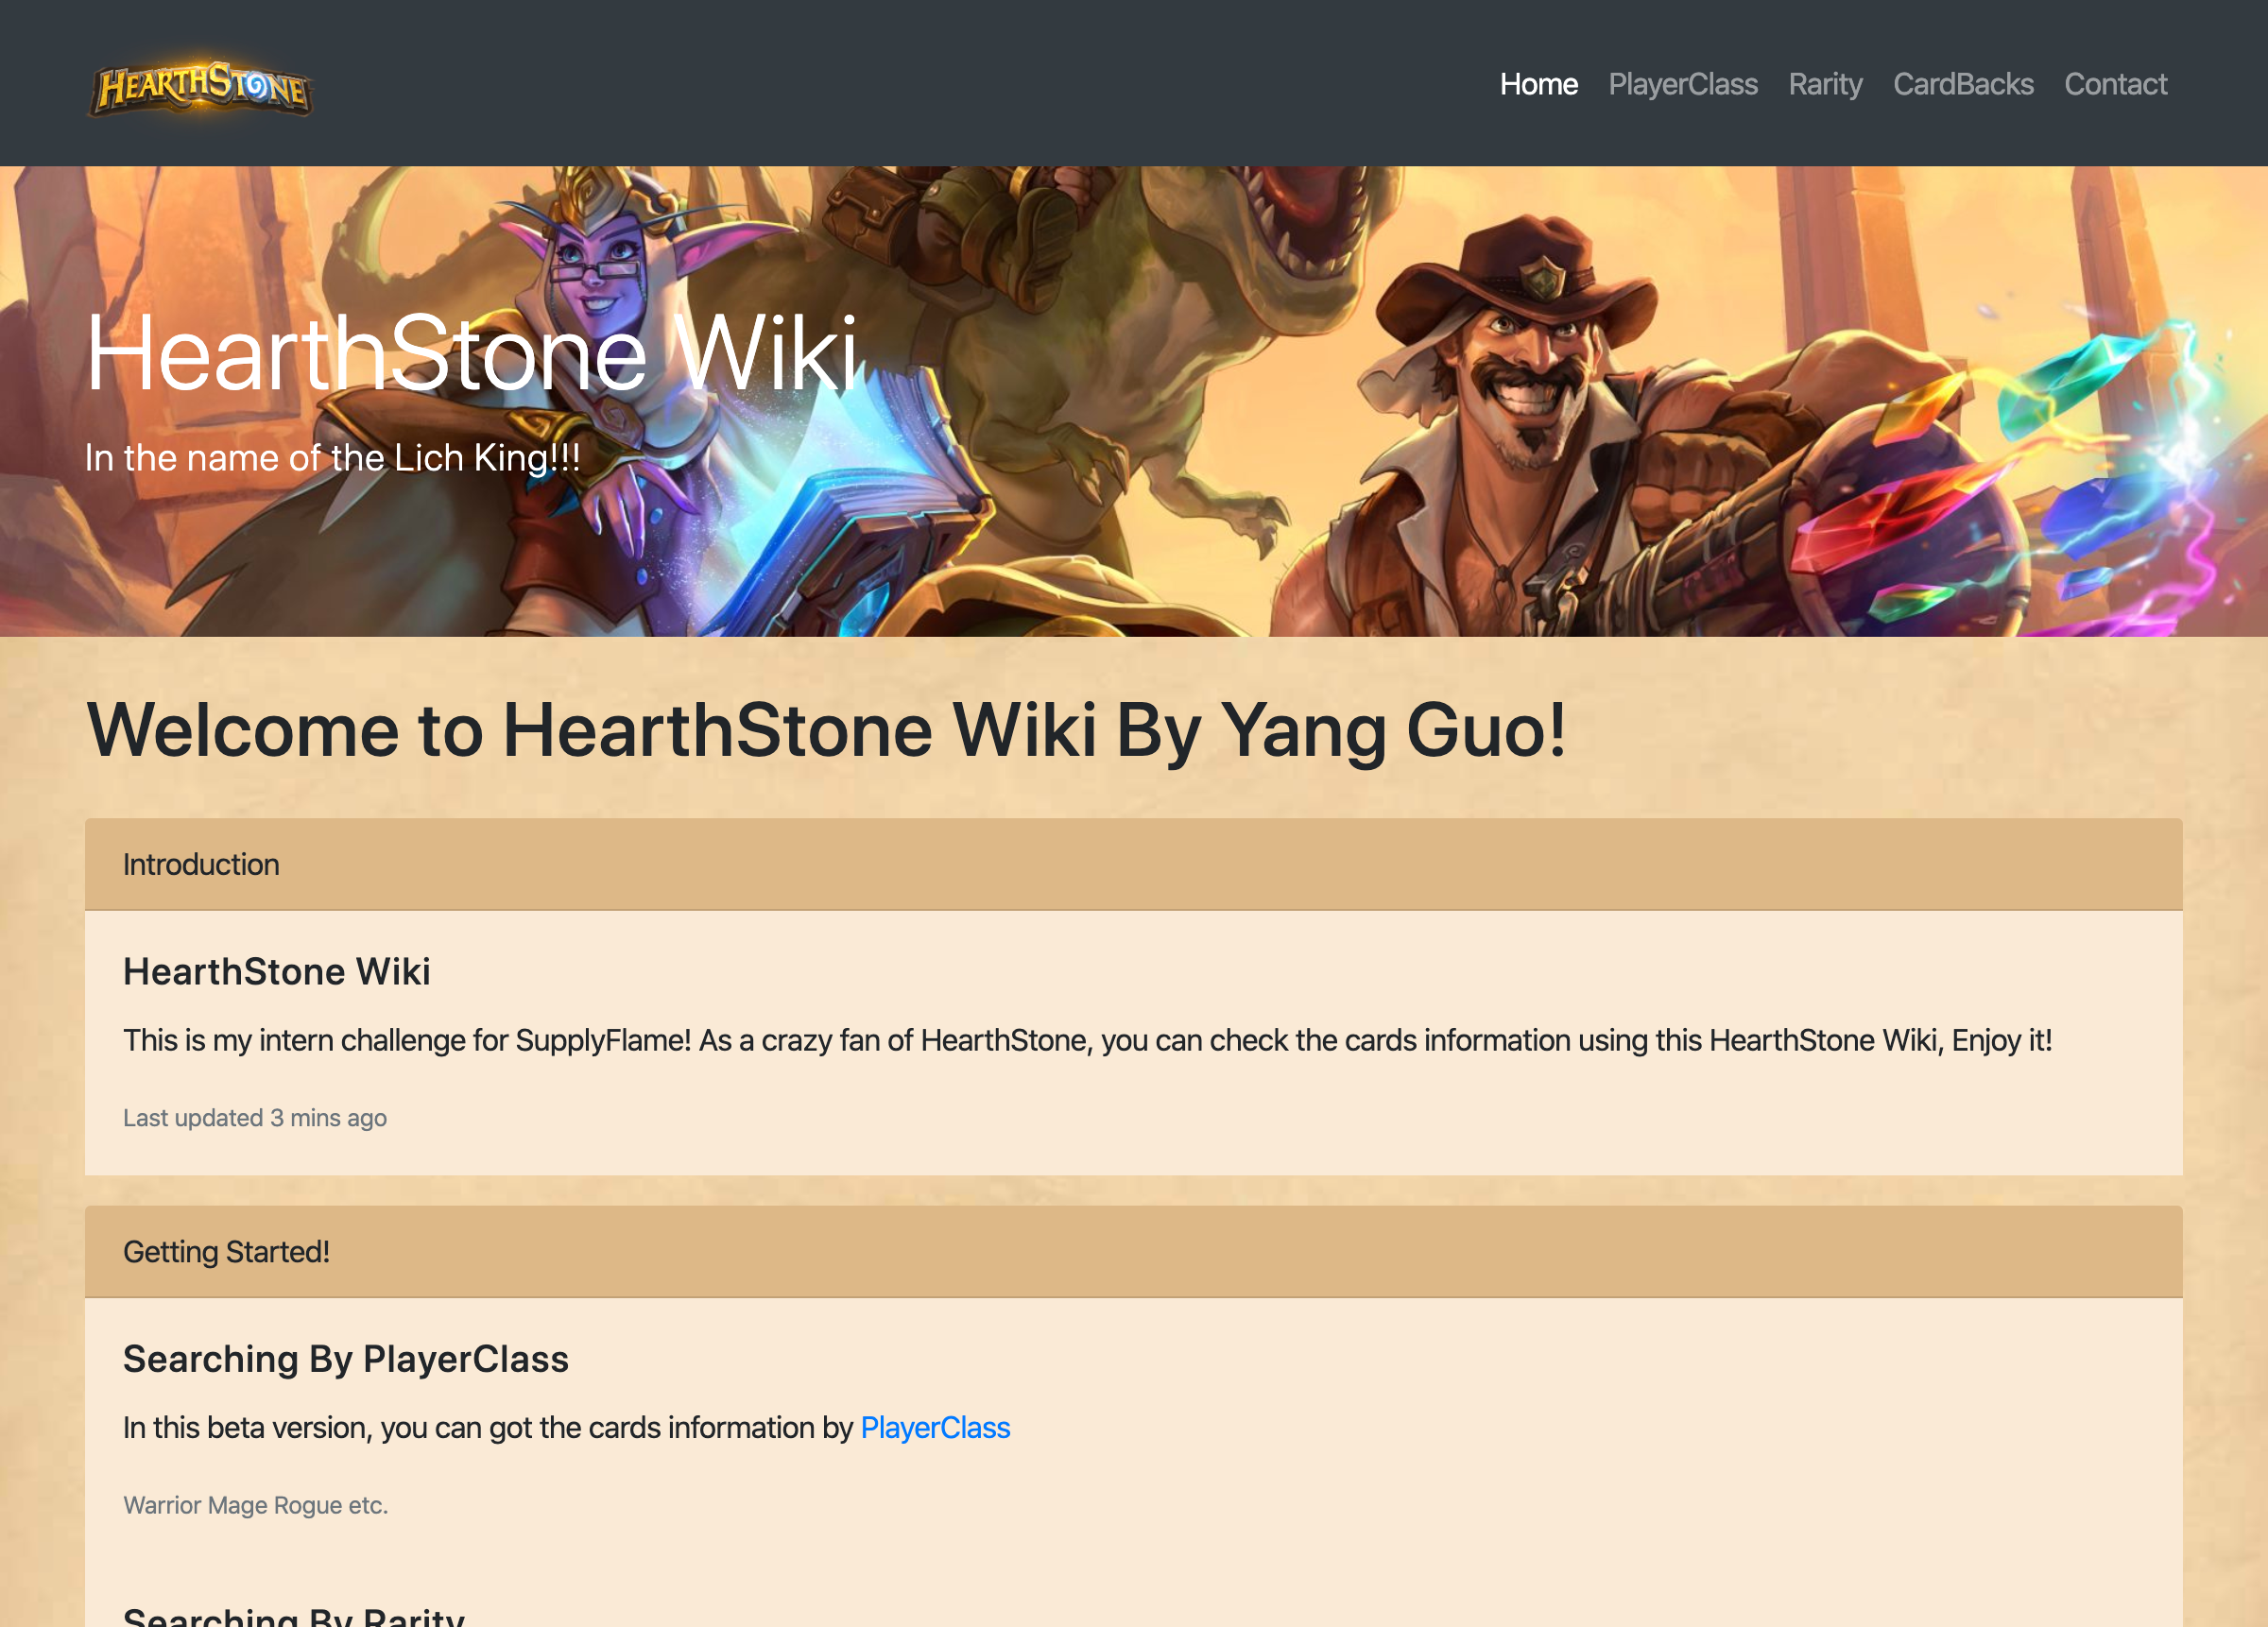 HEARTHSTONE
Home PlayerClass Rarity CardBacks Contact
HearthStone Wiki
In the name of the Lich King!!!
Welcome to HearthStone Wiki By Yang Guo!
Introduction
HearthStone Wiki
This is my intern challenge for SupplyFlame! As a crazy fan of HearthStone, you can check the cards information using this HearthStone Wiki, Enjoy it!
Last updated 3 mins ago
Getting Started!
Searching By PlayerClass
In this beta version, you can got the cards information by PlayerClass
Warrior Mage Rogue etc.
Searching By Rarity